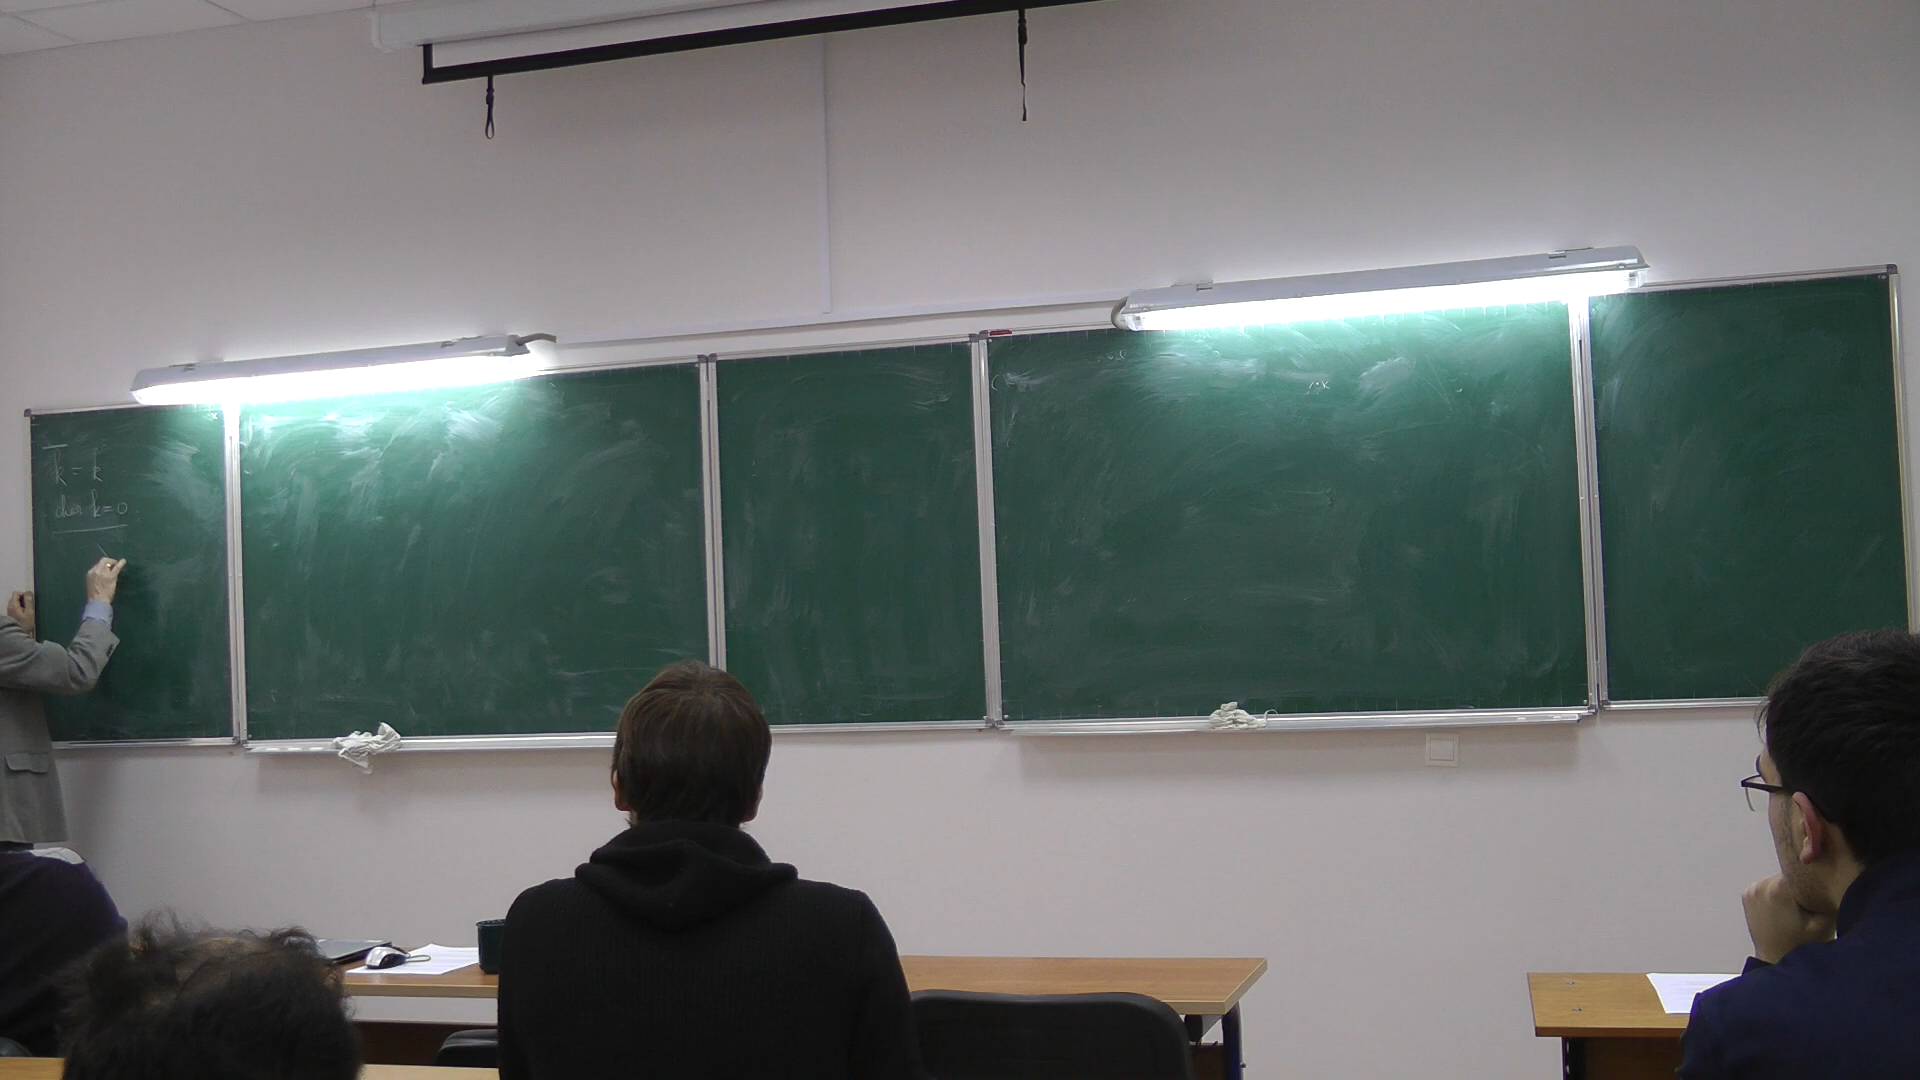 k̅ = k
char k = 0.